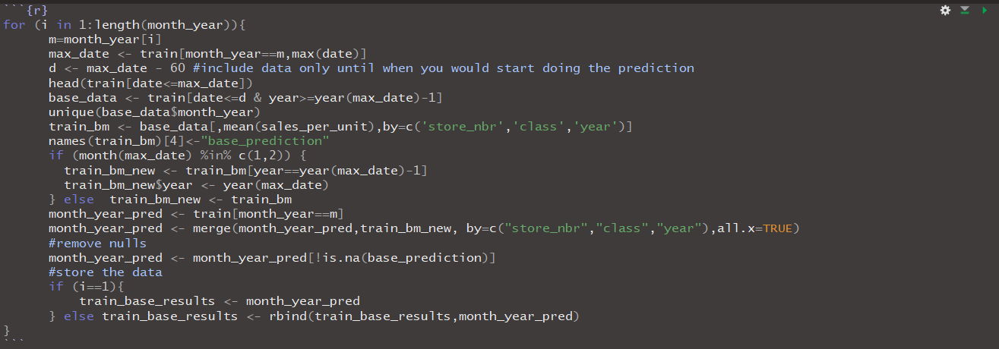 ```{r}
for (i in 1:length(month_year)){
      m=month_year[i]
      max_date <- train[month_year==m,max(date)]
      d <- max_date - 60 #include data only until when you would start doing the prediction
      head(train[date<=max_date])
      base_data <- train[date<=d & year>=year(max_date)-1]
      unique(base_data$month_year)
      train_bm <- base_data[,mean(sales_per_unit),by=c('store_nbr','class','year')]
      names(train_bm)[4]<-"base_prediction"
      if (month(max_date) %in% c(1,2)) {
        train_bm_new <- train_bm[year==year(max_date)-1]
        train_bm_new$year <- year(max_date)
      } else  train_bm_new <- train_bm
      month_year_pred <- train[month_year==m]
      month_year_pred <- merge(month_year_pred,train_bm_new, by=c("store_nbr","class","year"),all.x=TRUE)
      #remove nulls
      month_year_pred <- month_year_pred[!is.na(base_prediction)]
      #store the data
      if (i==1){
          train_base_results <- month_year_pred
      } else train_base_results <- rbind(train_base_results,month_year_pred)
}
```